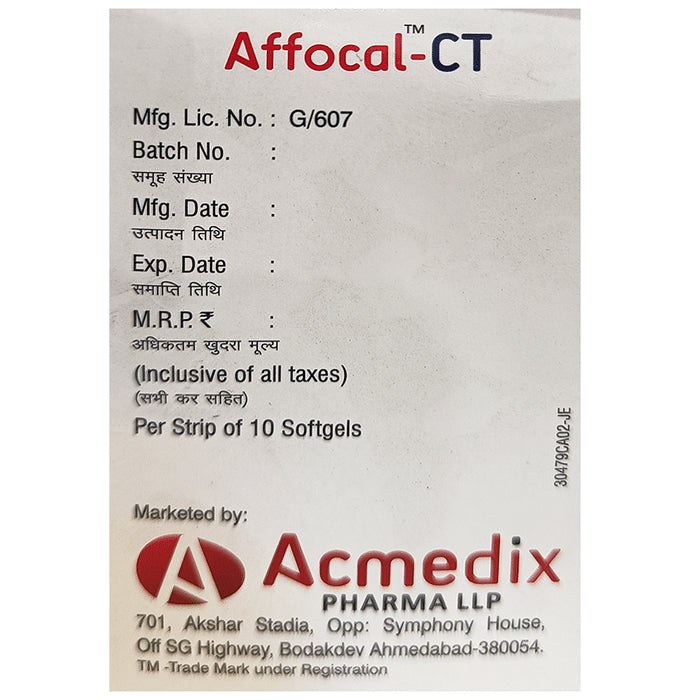 Affocal™-CT
Mfg. Lic. No. : G/607
Batch No. :
समूह संख्या
Mfg. Date :
उत्पादन तिथि
Exp. Date :
समाप्ति तिथि
M.R.P. ₹ :
अधिकतम खुदरा मूल्य
(Inclusive of all taxes)
(सभी कर सहित)
Per Strip of 10 Softgels
30479CA02-JE
Marketed by:
A Acmedix
PHARMA LLP
701, Akshar Stadia, Opp: Symphony House,
Off SG Highway, Bodakdev Ahmedabad-380054.
TM -Trade Mark under Registration